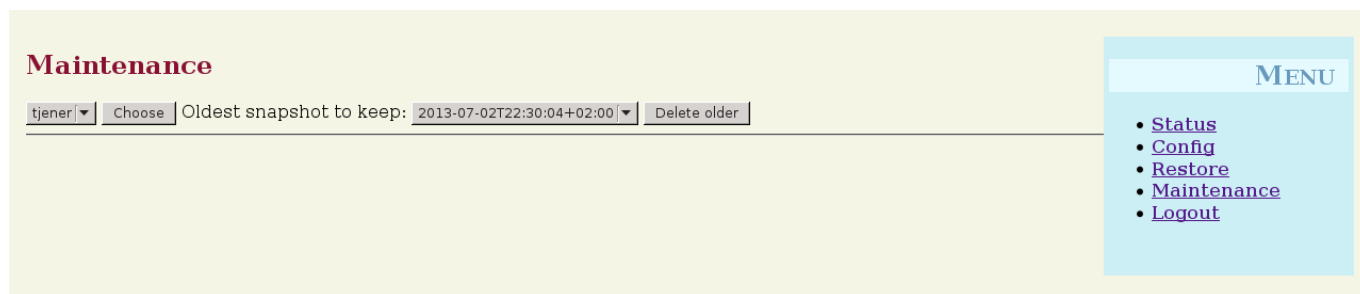 Maintenance
tjener Choose Oldest snapshot to keep: 2013-07-02T22:30:04+02:00 Delete older
MENU
Status
Config
Restore
Maintenance
Logout